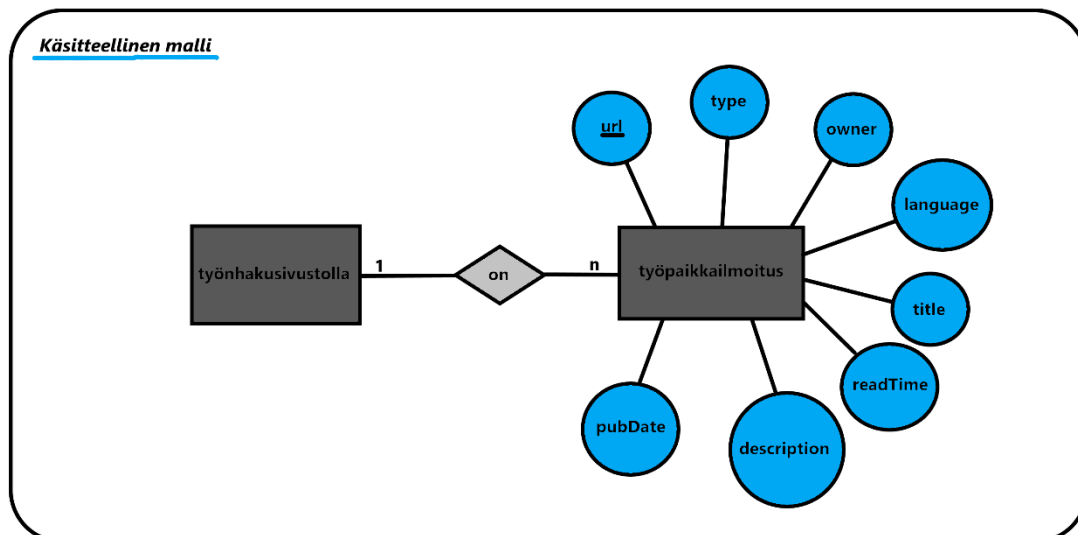 Käsitteellinen malli
url
type
owner
language
työnhakusivustolla
1
on
n
työpaikkailmoitus
title
readTime
pubDate
description